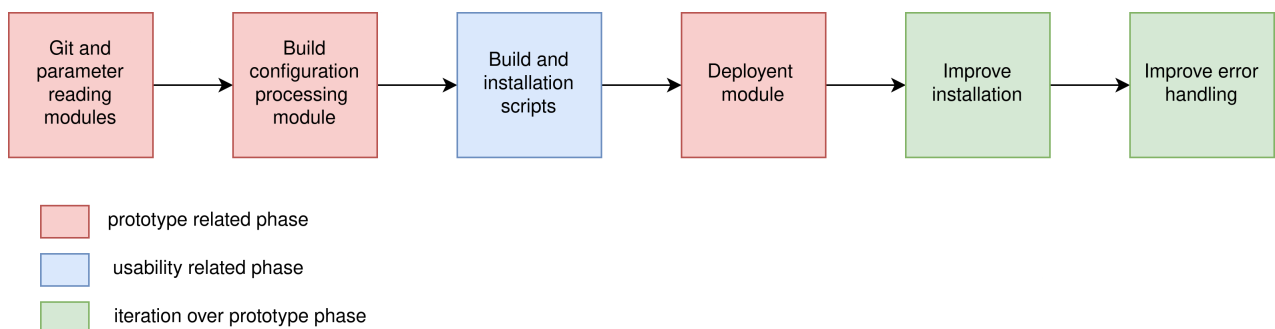 Git and
parameter
reading
modules
Build
configuration
processing
module
Build and
installation
scripts
Deployent
module
Improve
installation
Improve error
handling
prototype related phase
usability related phase
iteration over prototype phase